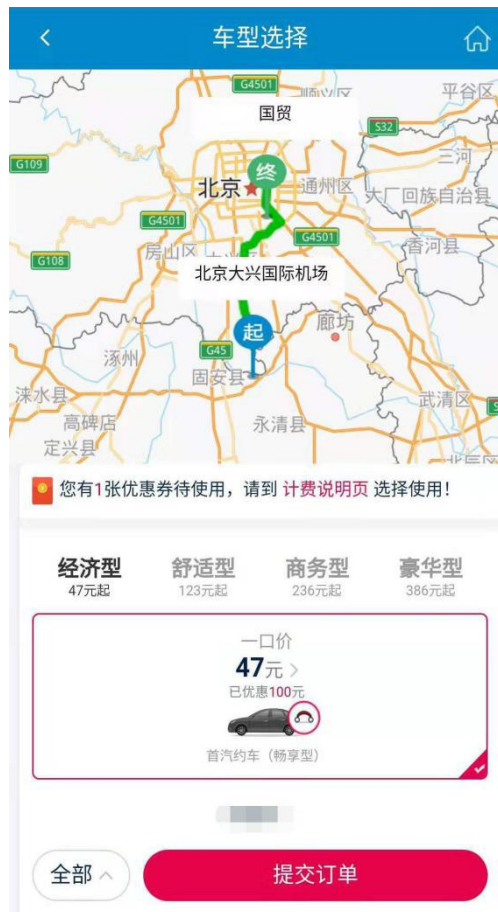 车型选择
G4501
顺义区
平谷区
国贸
S32
G109
三河
终
北京
通州区
大厂回族自治县
G4501
G4501
房山区
香河县
G108
北京大兴国际机场
起
廊坊
G45
涿州
固安县
涞水县
武清区
高碑店
永清县
定兴县
北辰区
您有1张优惠券待使用，请到 计费说明页 选择使用！
经济型 舒适型 商务型 豪华型
47元起 123元起 236元起 386元起
一口价
47元 >
已优惠100元
首汽约车（畅享型）
全部
提交订单